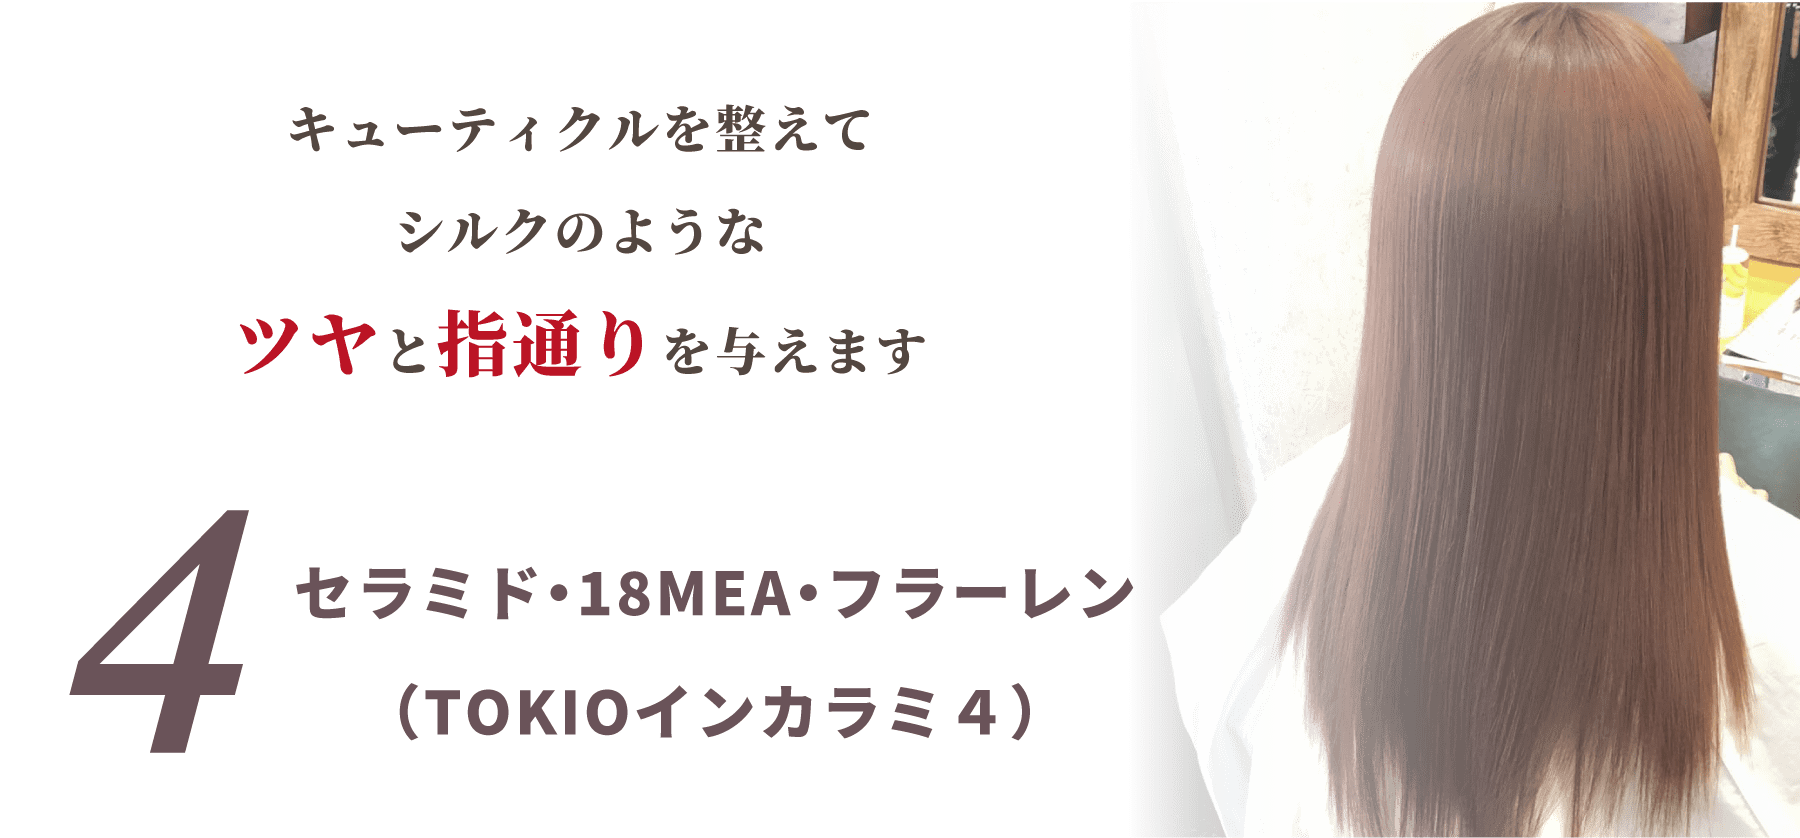 キューティクルを整えて
シルクのような
ツヤと指通りを与えます
4
セラミド・18MEA・フラーレン
（TOKIOインカラミ４）